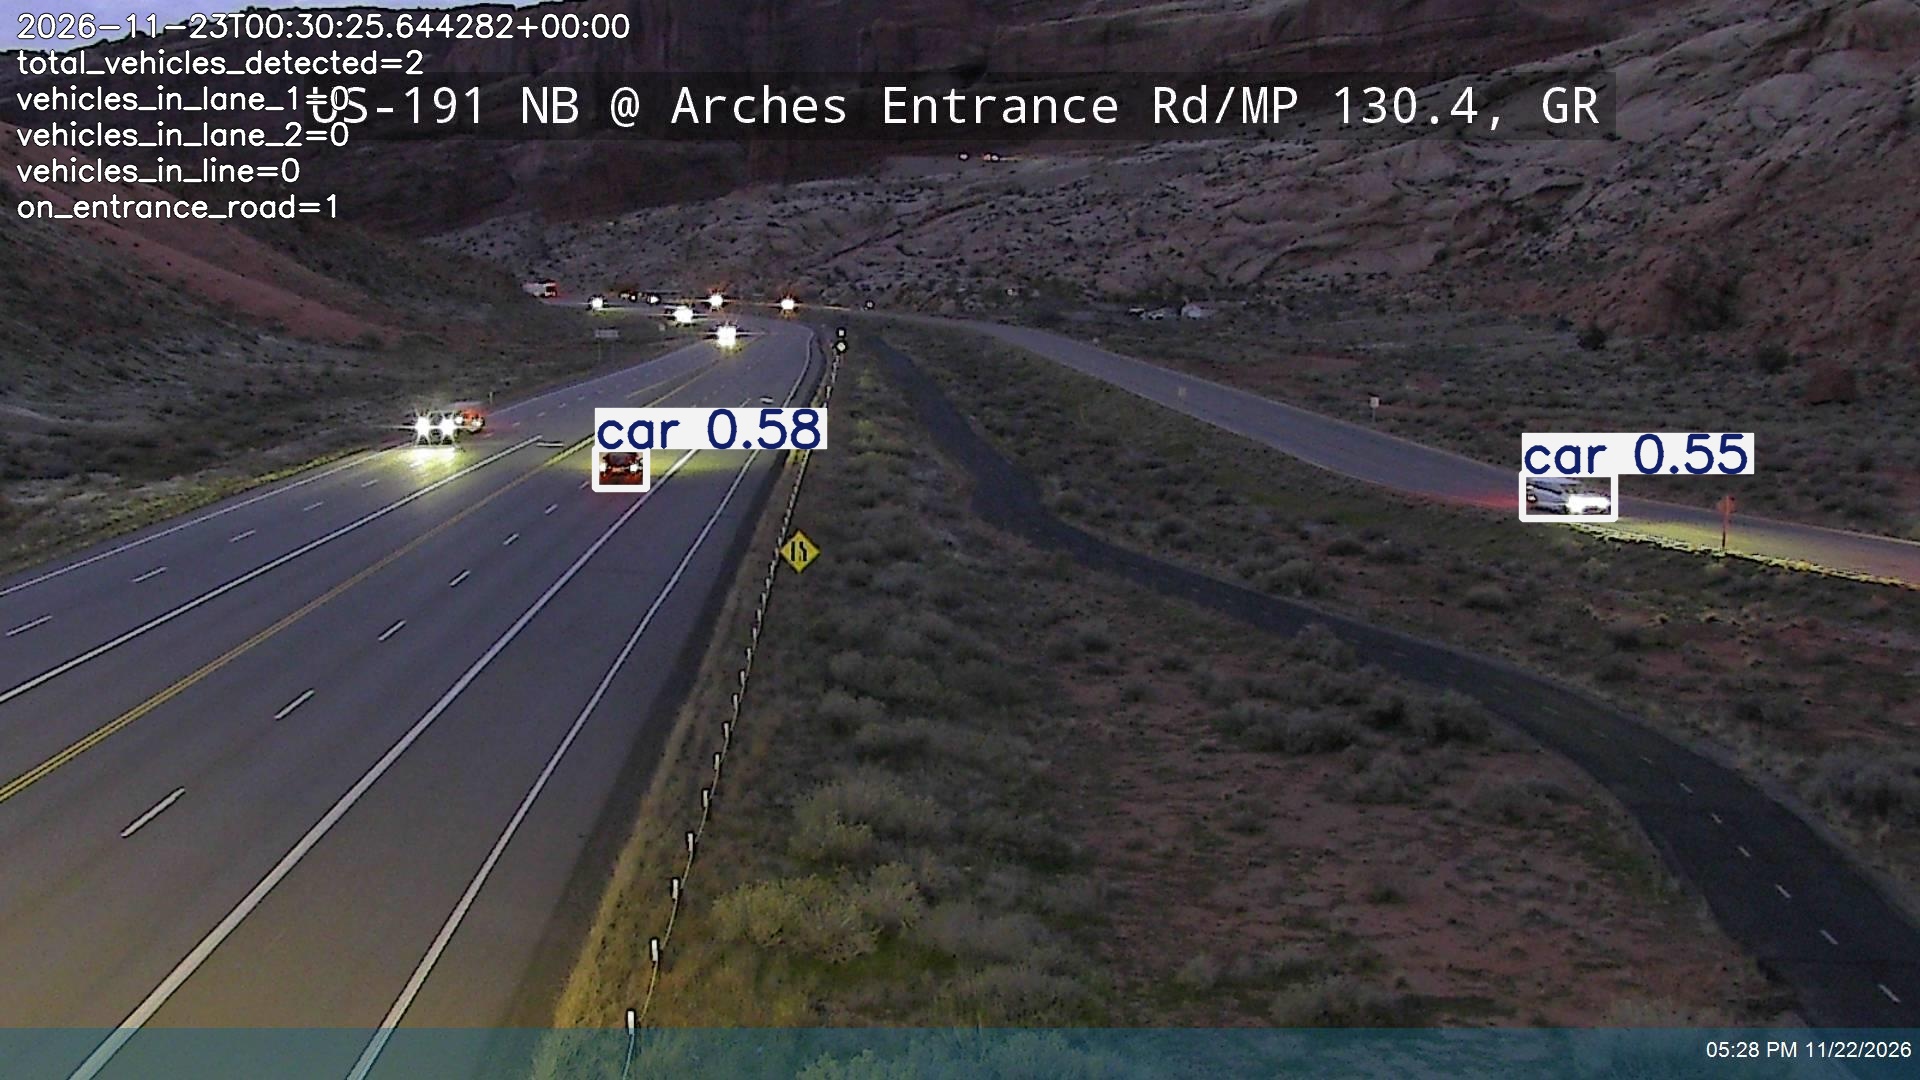 2026-11-23T00:30:25.644282+00:00
total_vehicles_detected=2
vehicles_in_lane_1=0
US-191 NB @ Arches Entrance Rd/MP 130.4, GR
vehicles_in_lane_2=0
vehicles_in_line=0
on_entrance_road=1
car 0.58
car 0.55
05:28 PM 11/22/2026